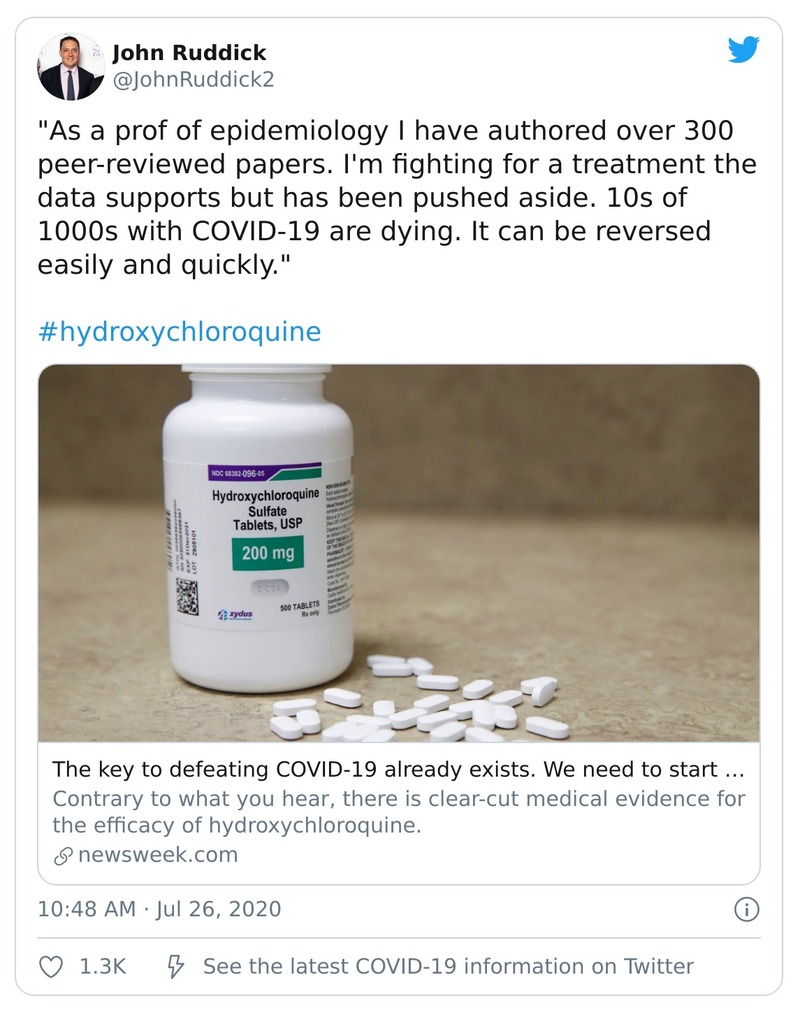 John Ruddick
@JohnRuddick2
"As a prof of epidemiology I have authored over 300
peer-reviewed papers. I'm fighting for a treatment the
data supports but has been pushed aside. 10s of
1000s with COVID-19 are dying. It can be reversed
easily and quickly."
#hydroxychloroquine
NDC 68382-096-05
Hydroxychloroquine
Sulfate
Tablets, USP
200 mg
500 TABLETS
Rx only
zydus
The key to defeating COVID-19 already exists. We need to start ...
Contrary to what you hear, there is clear-cut medical evidence for
the efficacy of hydroxychloroquine.
newsweek.com
10:48 AM · Jul 26, 2020
1.3K See the latest COVID-19 information on Twitter